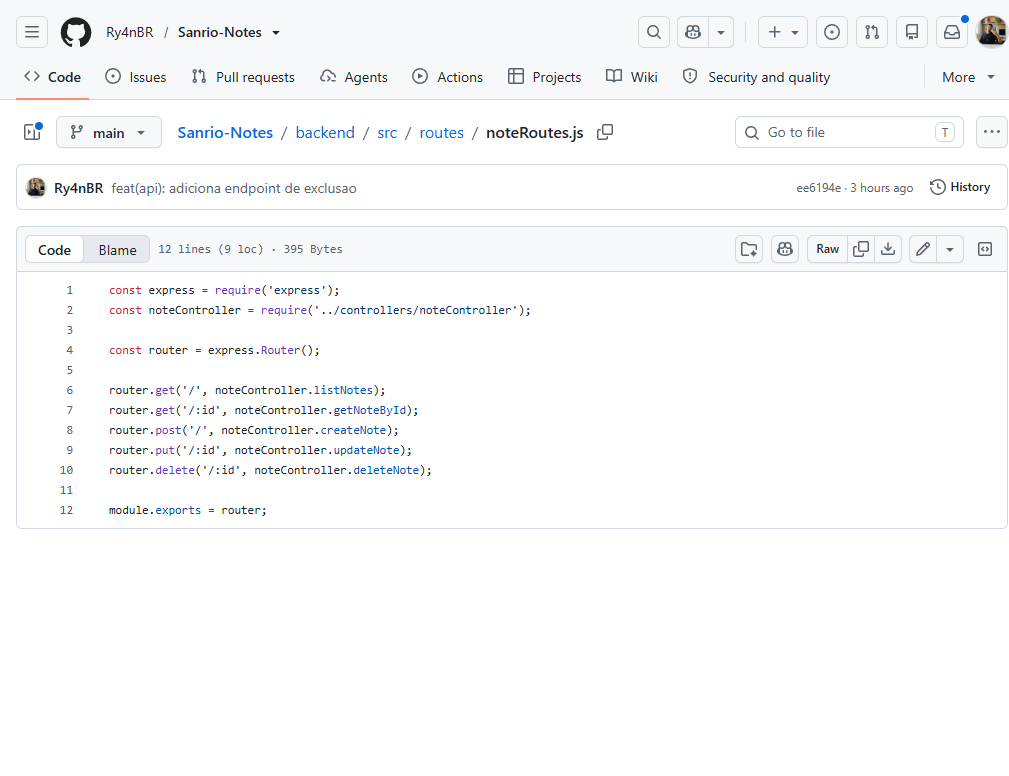 Ry4nBR / Sanrio-Notes
Code Issues Pull requests Agents Actions Projects Wiki Security and quality More
main Sanrio-Notes / backend / src / routes / noteRoutes.js Go to file T
Ry4nBR feat(api): adiciona endpoint de exclusao ee6194e · 3 hours ago History
Code Blame 12 lines (9 loc) · 395 Bytes Raw
1 const express = require('express');
2 const noteController = require('../controllers/noteController');
3
4 const router = express.Router();
5
6 router.get('/', noteController.listNotes);
7 router.get('/:id', noteController.getNoteById);
8 router.post('/', noteController.createNote);
9 router.put('/:id', noteController.updateNote);
10 router.delete('/:id', noteController.deleteNote);
11
12 module.exports = router;